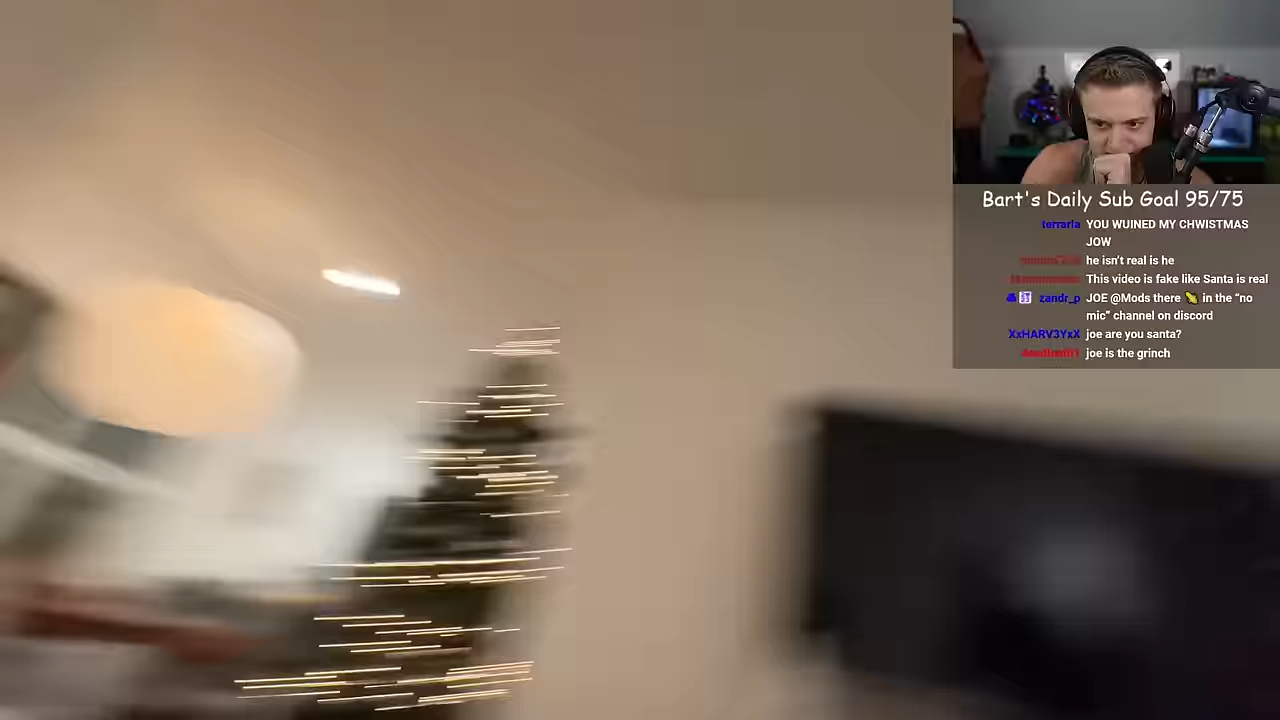 Bart's Daily Sub Goal 95/75
terraria YOU WUINED MY CHWISTMAS
JOW
he isn't real is he
This video is fake like Santa is real
zandr_p JOE @Mods there 🌽 in the "no
mic" channel on discord
XxHARV3YxX joe are you santa?
joe is the grinch